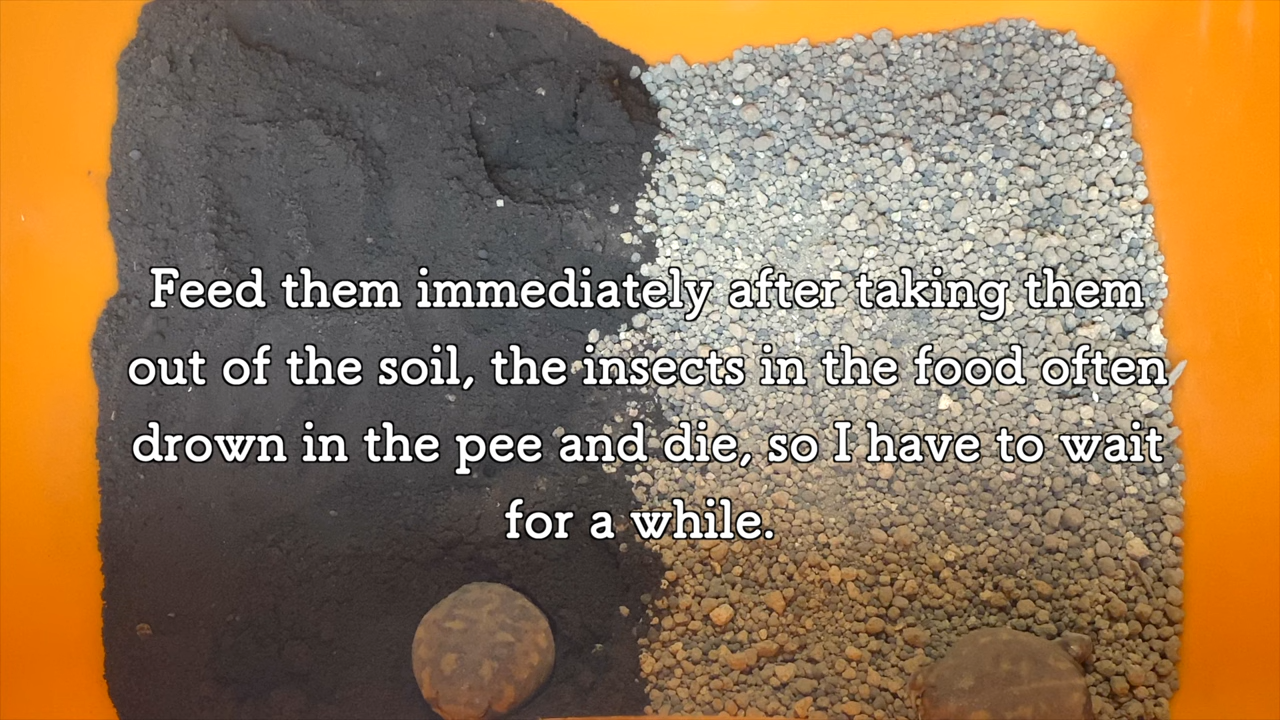 Feed them immediately after taking them
out of the soil, the insects in the food often
drown in the pee and die, so I have to wait
for a while.